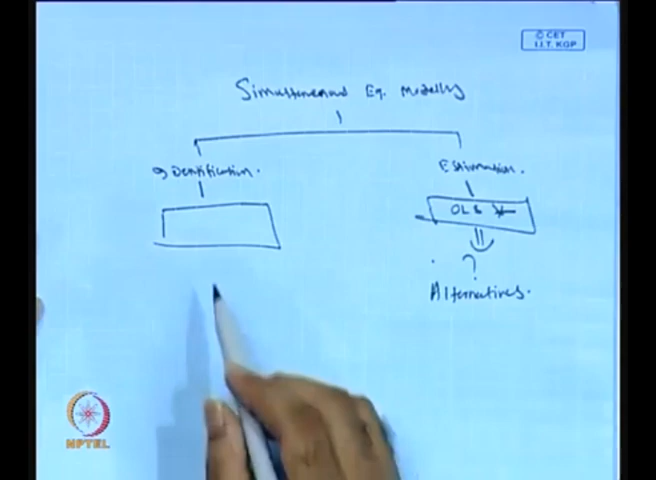 © CET
I.I.T. KGP
Simultaneous Eq. Modelling
Identification.
Estimation.
OLS
?
Alternatives.
NPTEL